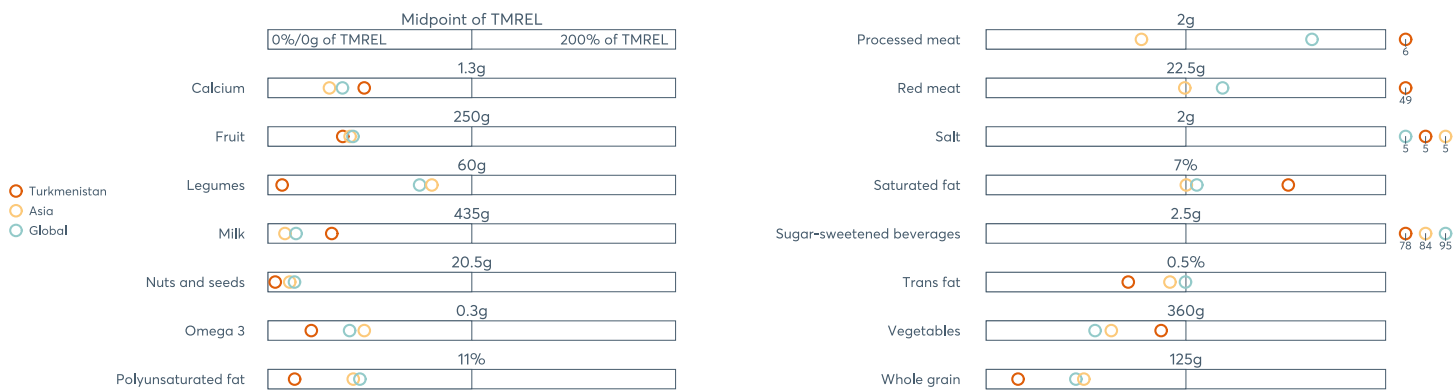 Midpoint of TMREL
0%/0g of TMREL 200% of TMREL
1.3g
Calcium
250g
Fruit
60g
Legumes
435g
Milk
20.5g
Nuts and seeds
0.3g
Omega 3
11%
Polyunsaturated fat
Turkmenistan
Asia
Global
2g
Processed meat
6
22.5g
Red meat
49
2g
Salt
5 5 5
7%
Saturated fat
2.5g
Sugar-sweetened beverages
78 84 95
0.5%
Trans fat
360g
Vegetables
125g
Whole grain